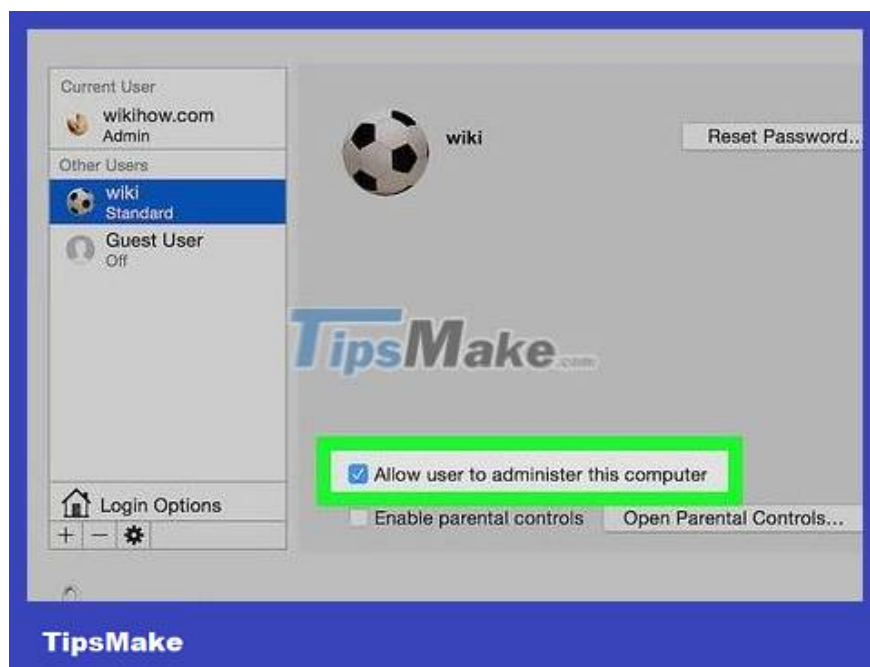 Current User
wikihow.com
Admin
Other Users
wiki
Standard
Guest User
Off
Login Options
wiki
Reset Password...
TipsMake.com
Allow user to administer this computer
Enable parental controls
Open Parental Controls...
TipsMake